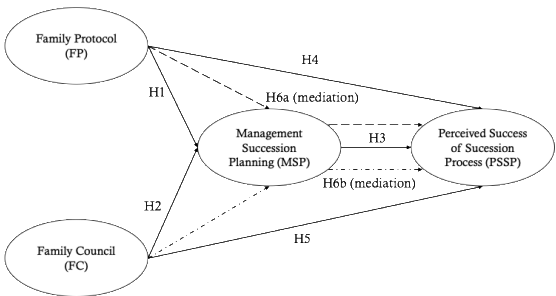 Family Protocol
(FP)
H4
H1
H6a (mediation)
Management
Succession
Planning (MSP)
H3
Perceived Success
of Sucession
Process (PSSP)
H6b (mediation)
H2
H5
Family Council
(FC)